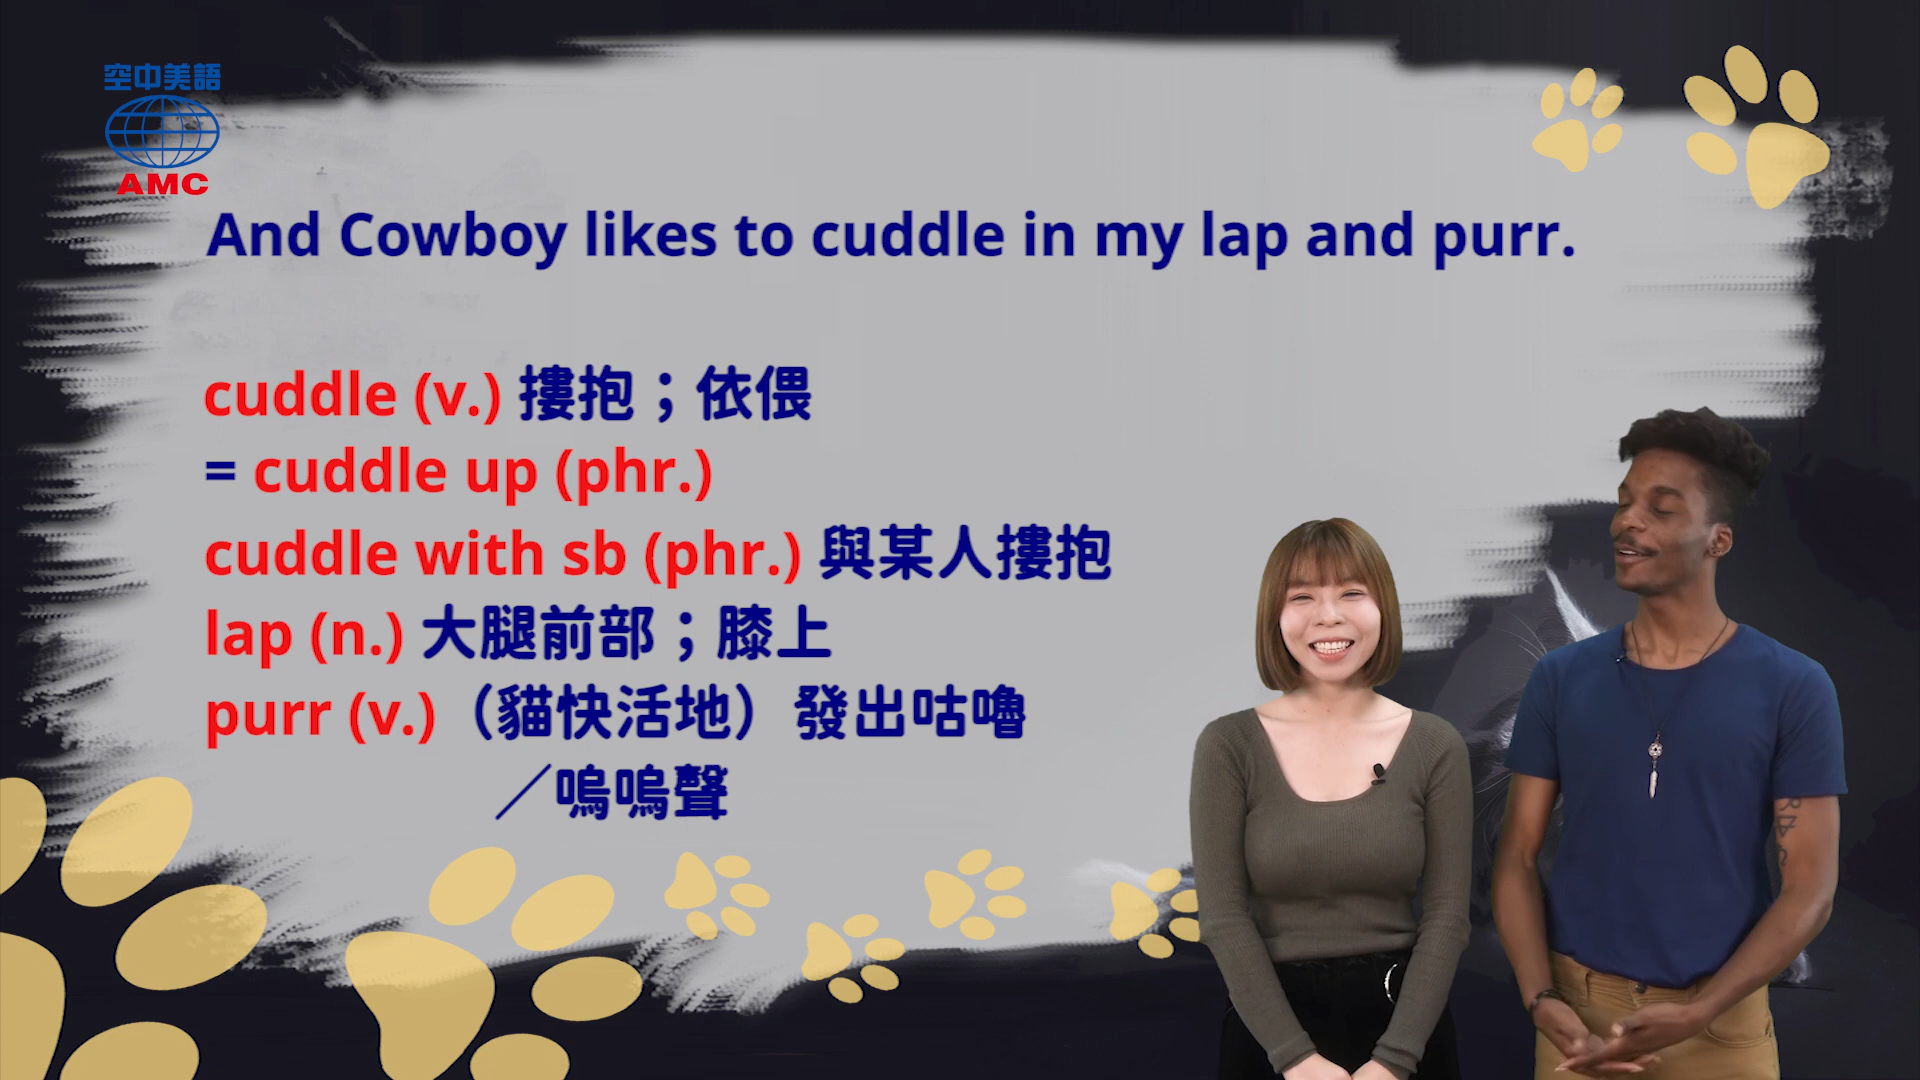 空中美語
AMC
And Cowboy likes to cuddle in my lap and purr.
cuddle (v.) 摟抱；依偎
= cuddle up (phr.)
cuddle with sb (phr.) 與某人摟抱
lap (n.) 大腿前部；膝上
purr (v.)（貓快活地）發出咕嚕
／嗚嗚聲